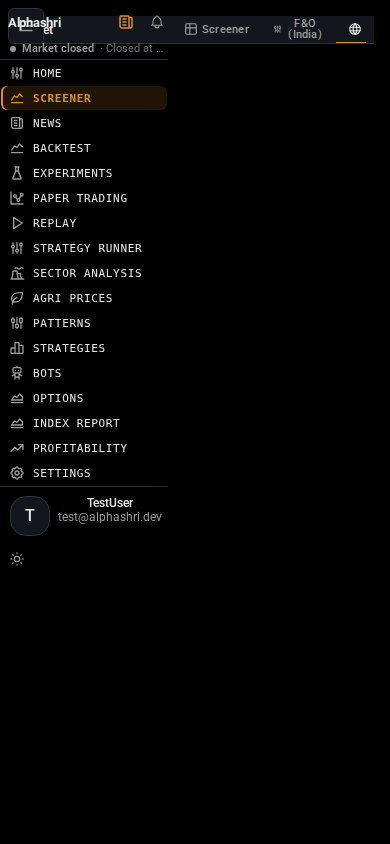 Alphashri
et
Screener
F&O
(India)
Market closed · Closed at ...
HOME
SCREENER
NEWS
BACKTEST
EXPERIMENTS
PAPER TRADING
REPLAY
STRATEGY RUNNER
SECTOR ANALYSIS
AGRI PRICES
PATTERNS
STRATEGIES
BOTS
OPTIONS
INDEX REPORT
PROFITABILITY
SETTINGS
T
TestUser
test@alphashri.dev